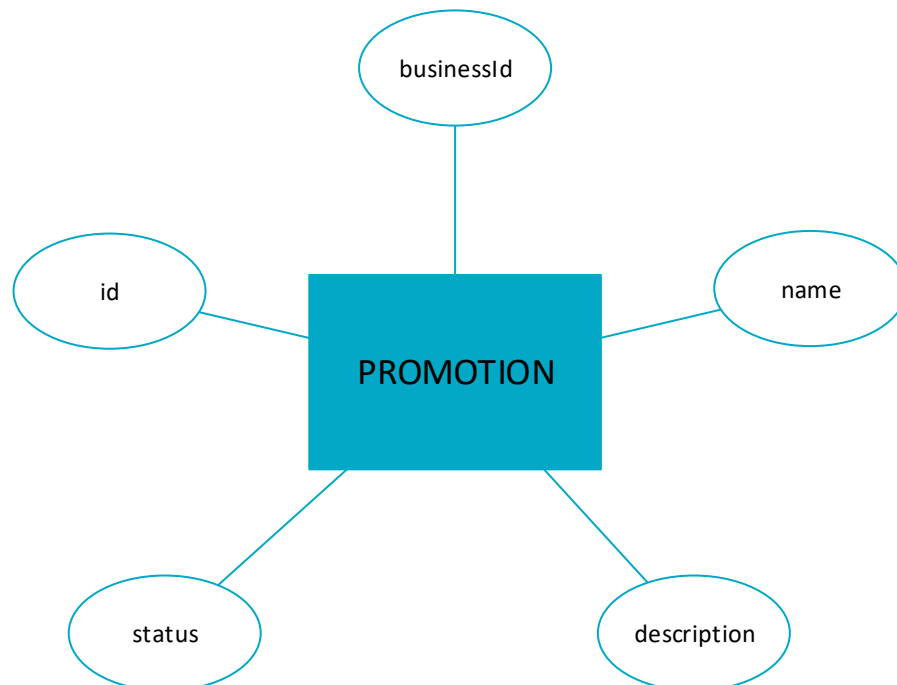 businessId
id
name
PROMOTION
status
description